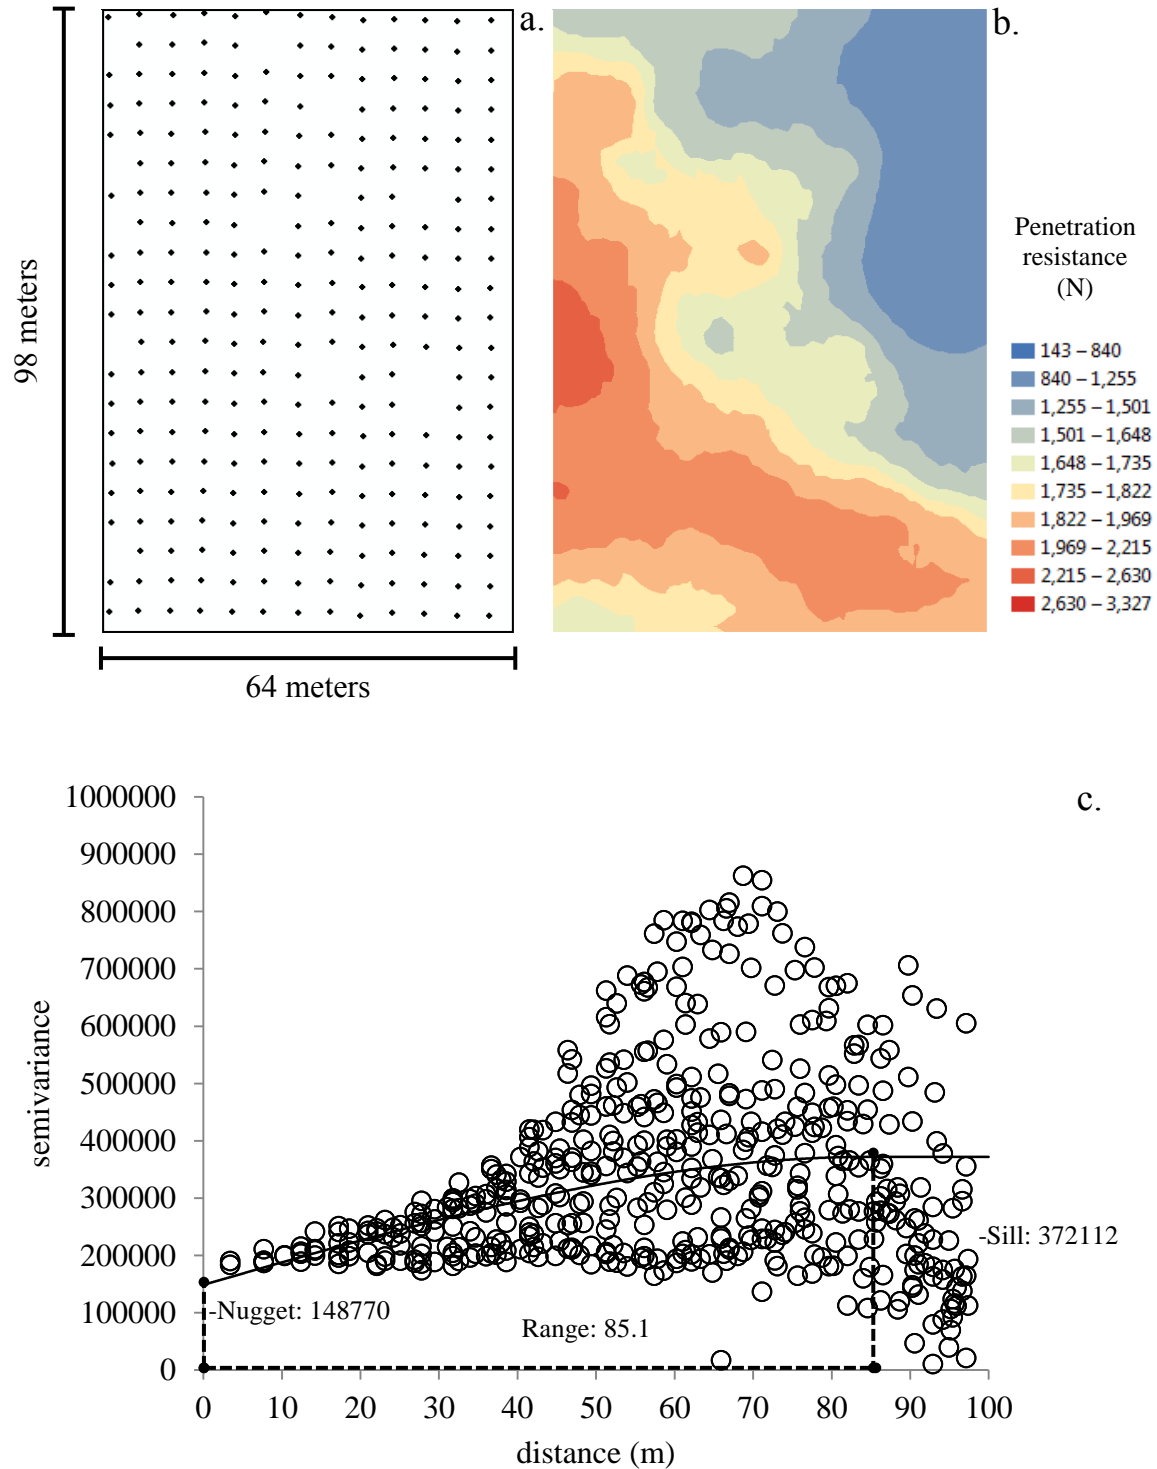 a.
b.
98 meters
64 meters
Penetration
resistance
(N)
143 – 840
840 – 1,255
1,255 – 1,501
1,501 – 1,648
1,648 – 1,735
1,735 – 1,822
1,822 – 1,969
1,969 – 2,215
2,215 – 2,630
2,630 – 3,327
c.
1000000
900000
800000
700000
600000
500000
400000
300000
200000
100000
0
semivariance
-Sill: 372112
-Nugget: 148770
Range: 85.1
0 10 20 30 40 50 60 70 80 90 100
distance (m)